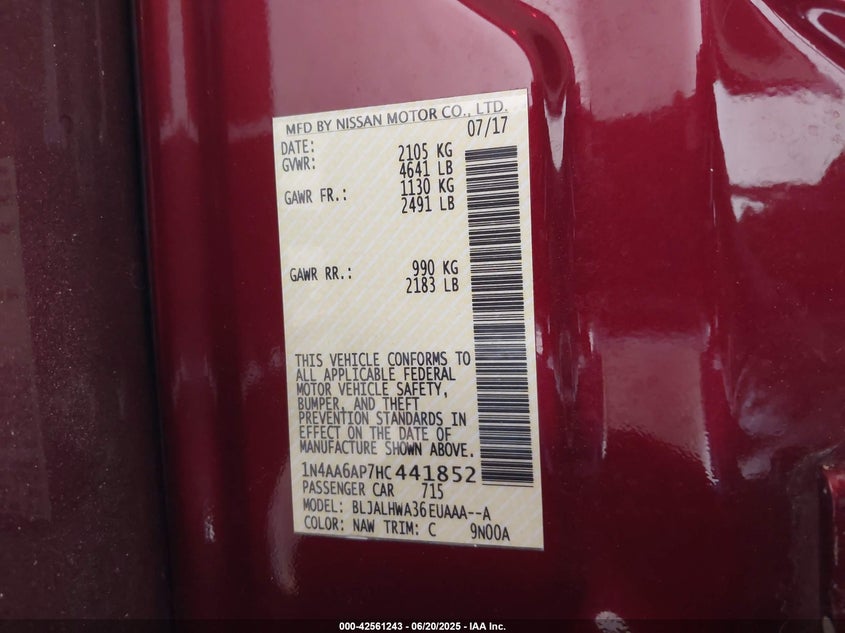 MFD BY NISSAN MOTOR CO., LTD.
DATE: 07/17
GVWR: 2105 KG
4641 LB
GAWR FR.: 1130 KG
2491 LB
GAWR RR.: 990 KG
2183 LB
THIS VEHICLE CONFORMS TO
ALL APPLICABLE FEDERAL
MOTOR VEHICLE SAFETY,
BUMPER, AND THEFT
PREVENTION STANDARDS IN
EFFECT ON THE DATE OF
MANUFACTURE SHOWN ABOVE.
1N4AA6AP7HC441852
PASSENGER CAR 715
MODEL: BLJALHWA36EUAAA--A
COLOR: NAW TRIM: C 9N00A
000-42561243 - 06/20/2025 - IAA Inc.